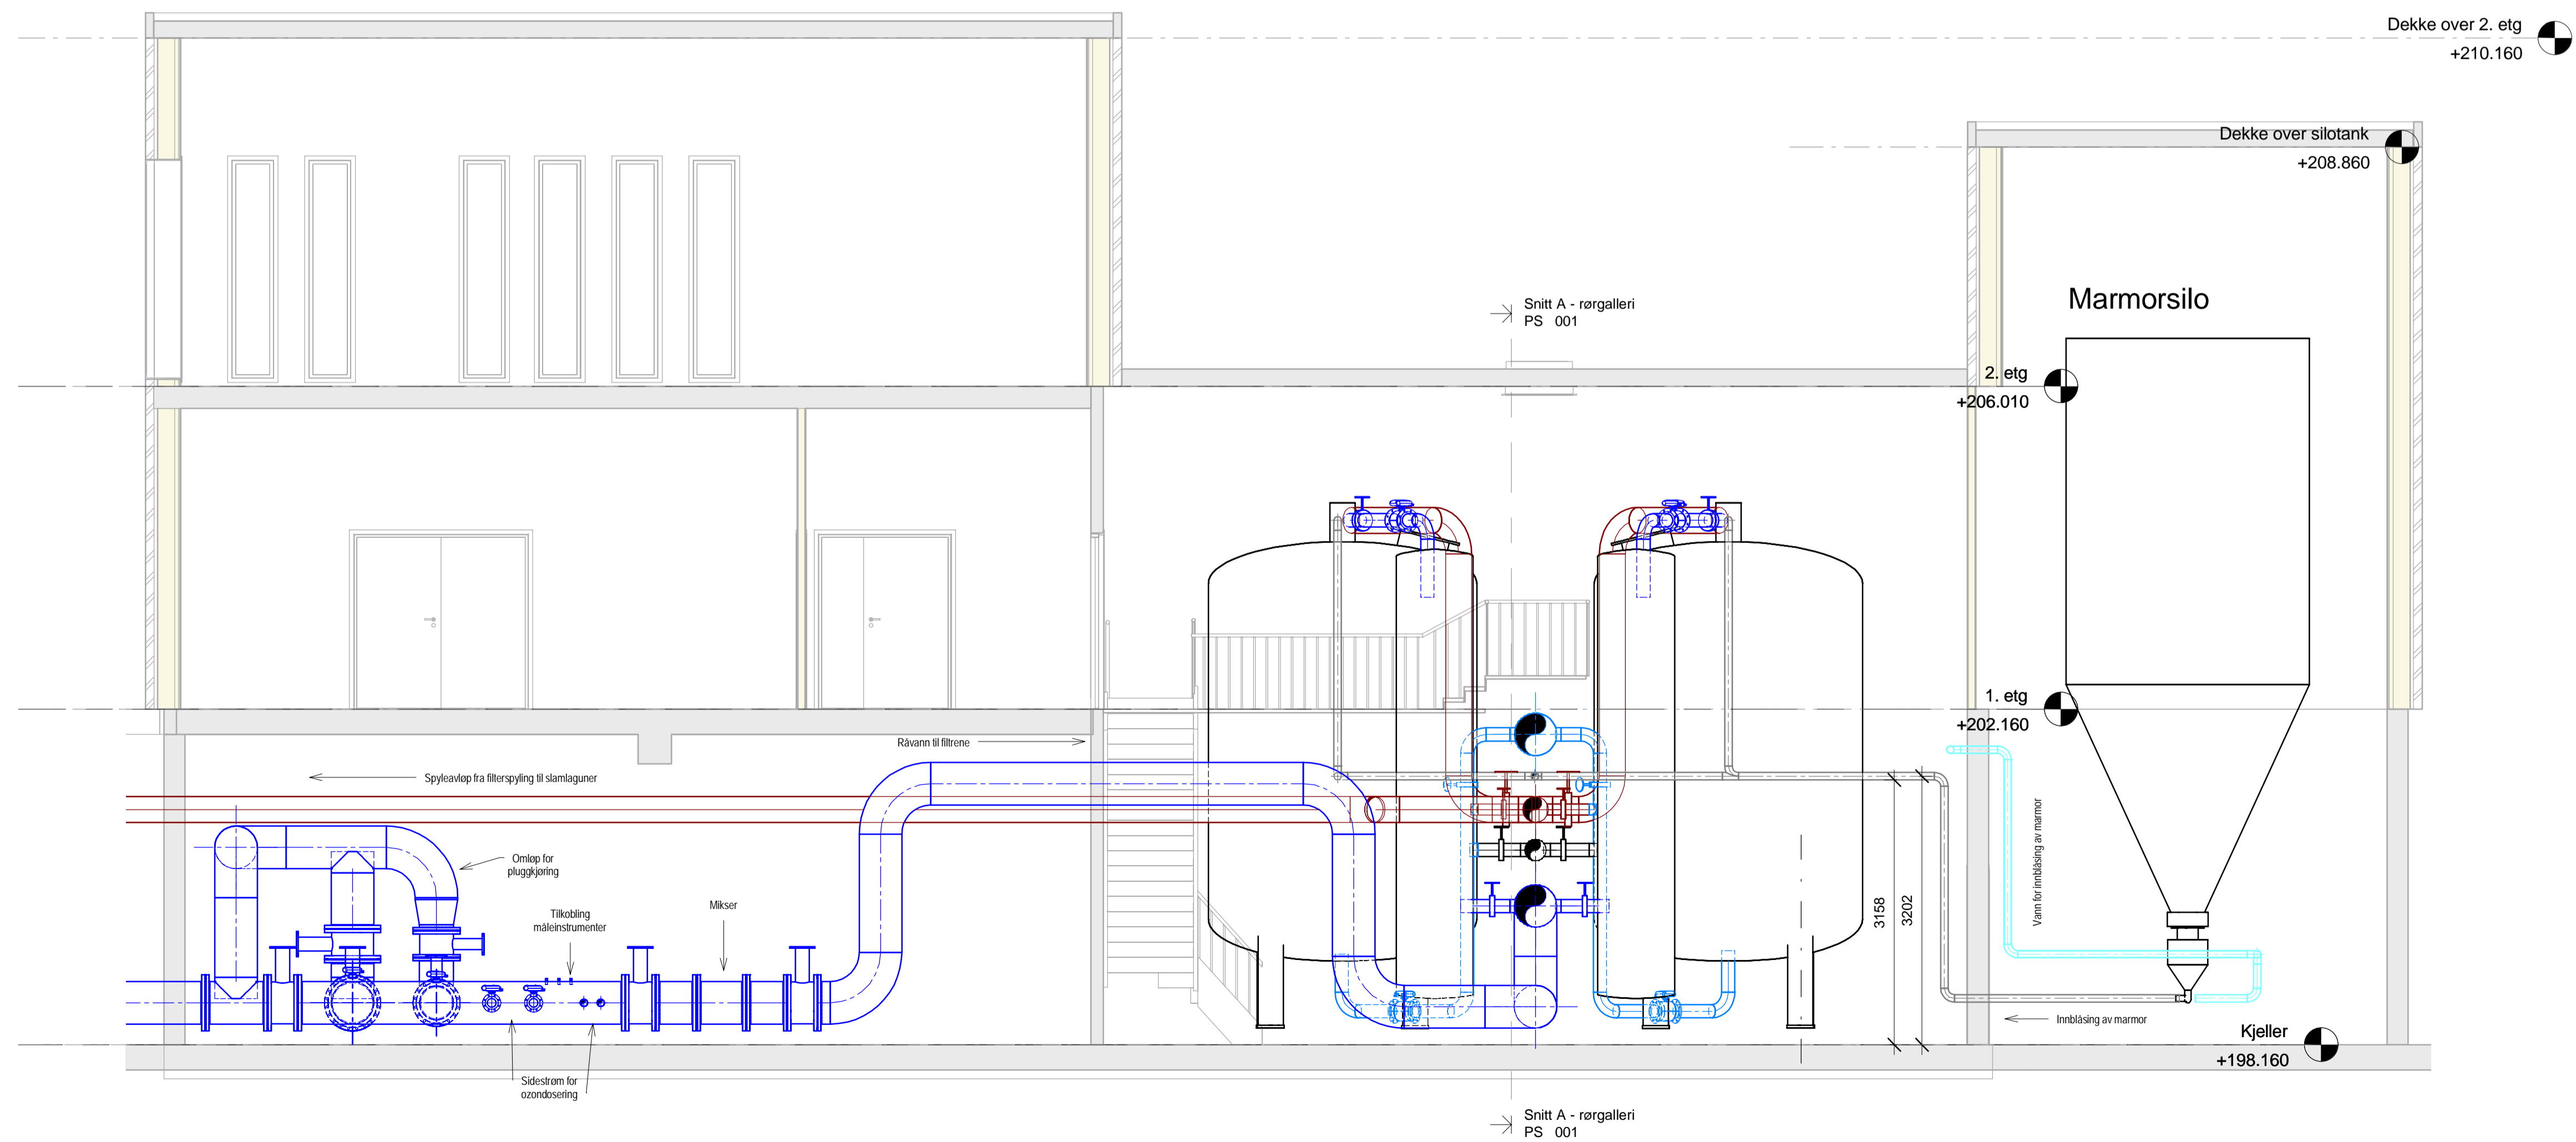 Dekke over 2. etg
+210.160
Dekke over silotank
+208.860
Marmorsilo
Snitt A - rørgalleri
PS 001
2. etg
+206.010
1. etg
+202.160
Råvann til filtrene
Spyleavløp fra filterspyling til slamlaguner
Omløp for
pluggkjøring
Tilkobling
måleinstrumenter
Mikser
3158
3202
Vann for innblåsing av marmor
Innblåsing av marmor
Kjeller
+198.160
Sidestrøm for
ozondosering
Snitt A - rørgalleri
PS 001